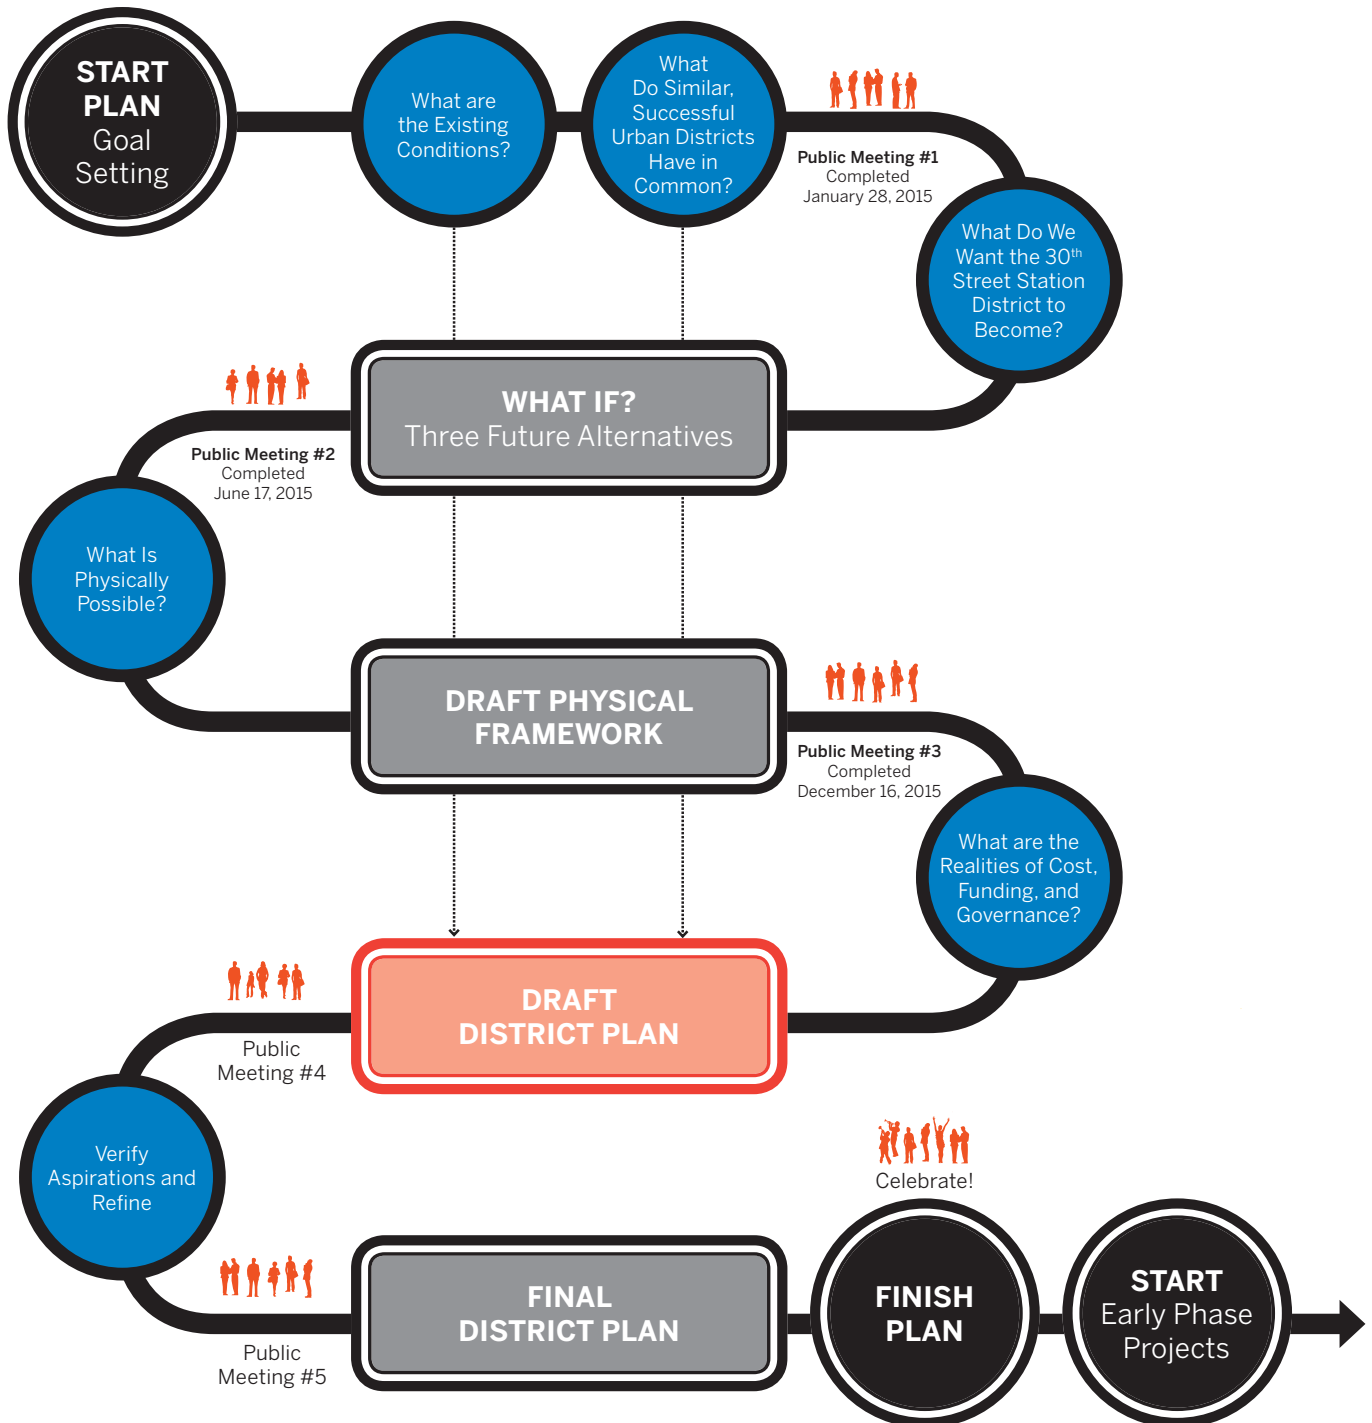 START
PLAN
Goal
Setting
What are
the Existing
Conditions?
What
Do Similar,
Successful
Urban Districts
Have in
Common?
Public Meeting #1
Completed
January 28, 2015
What Do We
Want the 30th
Street Station
District to
Become?
WHAT IF?
Three Future Alternatives
Public Meeting #2
Completed
June 17, 2015
What Is
Physically
Possible?
DRAFT PHYSICAL
FRAMEWORK
Public Meeting #3
Completed
December 16, 2015
What are the
Realities of Cost,
Funding, and
Governance?
DRAFT
DISTRICT PLAN
Public
Meeting #4
Verify
Aspirations and
Refine
Public
Meeting #5
FINAL
DISTRICT PLAN
Celebrate!
FINISH
PLAN
START
Early Phase
Projects